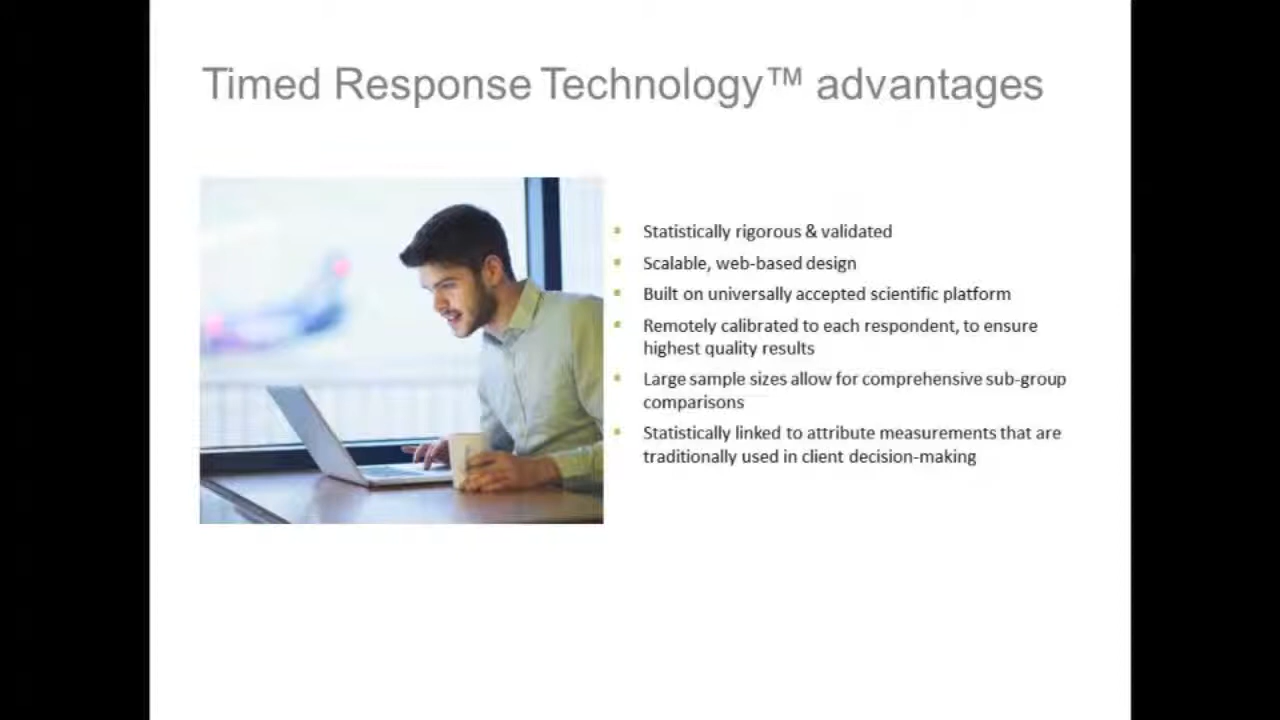 Timed Response Technology™ advantages
Statistically rigorous & validated
Scalable, web-based design
Built on universally accepted scientific platform
Remotely calibrated to each respondent, to ensure
highest quality results
Large sample sizes allow for comprehensive sub-group
comparisons
Statistically linked to attribute measurements that are
traditionally used in client decision-making